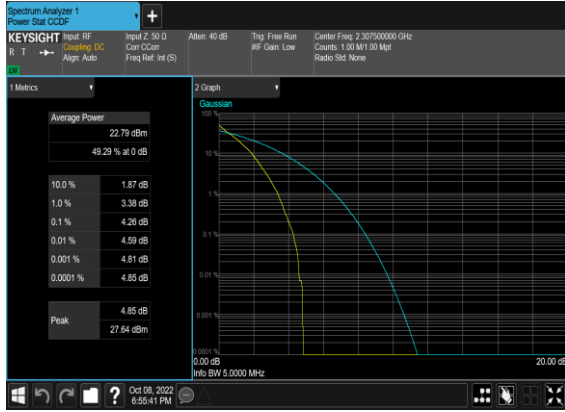 Spectrum Analyzer 1
Power Stat CCDF
KEYSIGHT
R T
Input: RF
Coupling: DC
Align: Auto
Input Z: 50 Ω
Corr CCorr
Freq Ref: Int (S)
Atten: 40 dB
Trig: Free Run
#IF Gain: Low
Center Freq: 2.307500000 GHz
Counts: 1.00 M/1.00 Mpt
Radio Std: None
1 Metrics
Average Power
22.79 dBm
49.29 % at 0 dB
10.0 % 1.87 dB
1.0 % 3.38 dB
0.1 % 4.26 dB
0.01 % 4.59 dB
0.001 % 4.81 dB
0.0001 % 4.85 dB
Peak
4.85 dB
27.64 dBm
2 Graph
Gaussian
100 %
10 %
1 %
0.1 %
0.01 %
0.001 %
0.0001 %
0.00 dB 20.00 dB
Info BW 5.0000 MHz
?
Oct 08, 2022
6:55:41 PM